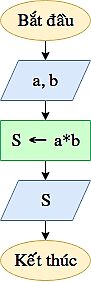 Bắt đầu
a, b
S ← a*b
S
Kết thúc